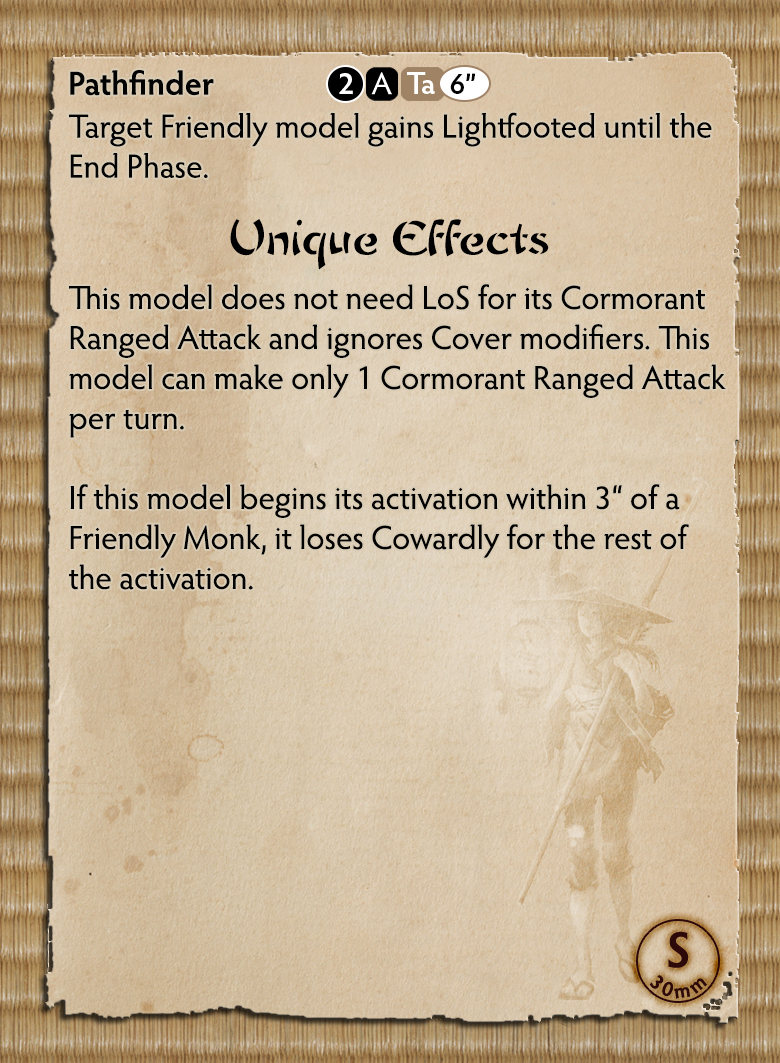 Pathfinder 2 A Ta 6"
Target Friendly model gains Lightfooted until the
End Phase.
Unique Effects
This model does not need LoS for its Cormorant
Ranged Attack and ignores Cover modifiers. This
model can make only 1 Cormorant Ranged Attack
per turn.
If this model begins its activation within 3" of a
Friendly Monk, it loses Cowardly for the rest of
the activation.
S
30mm